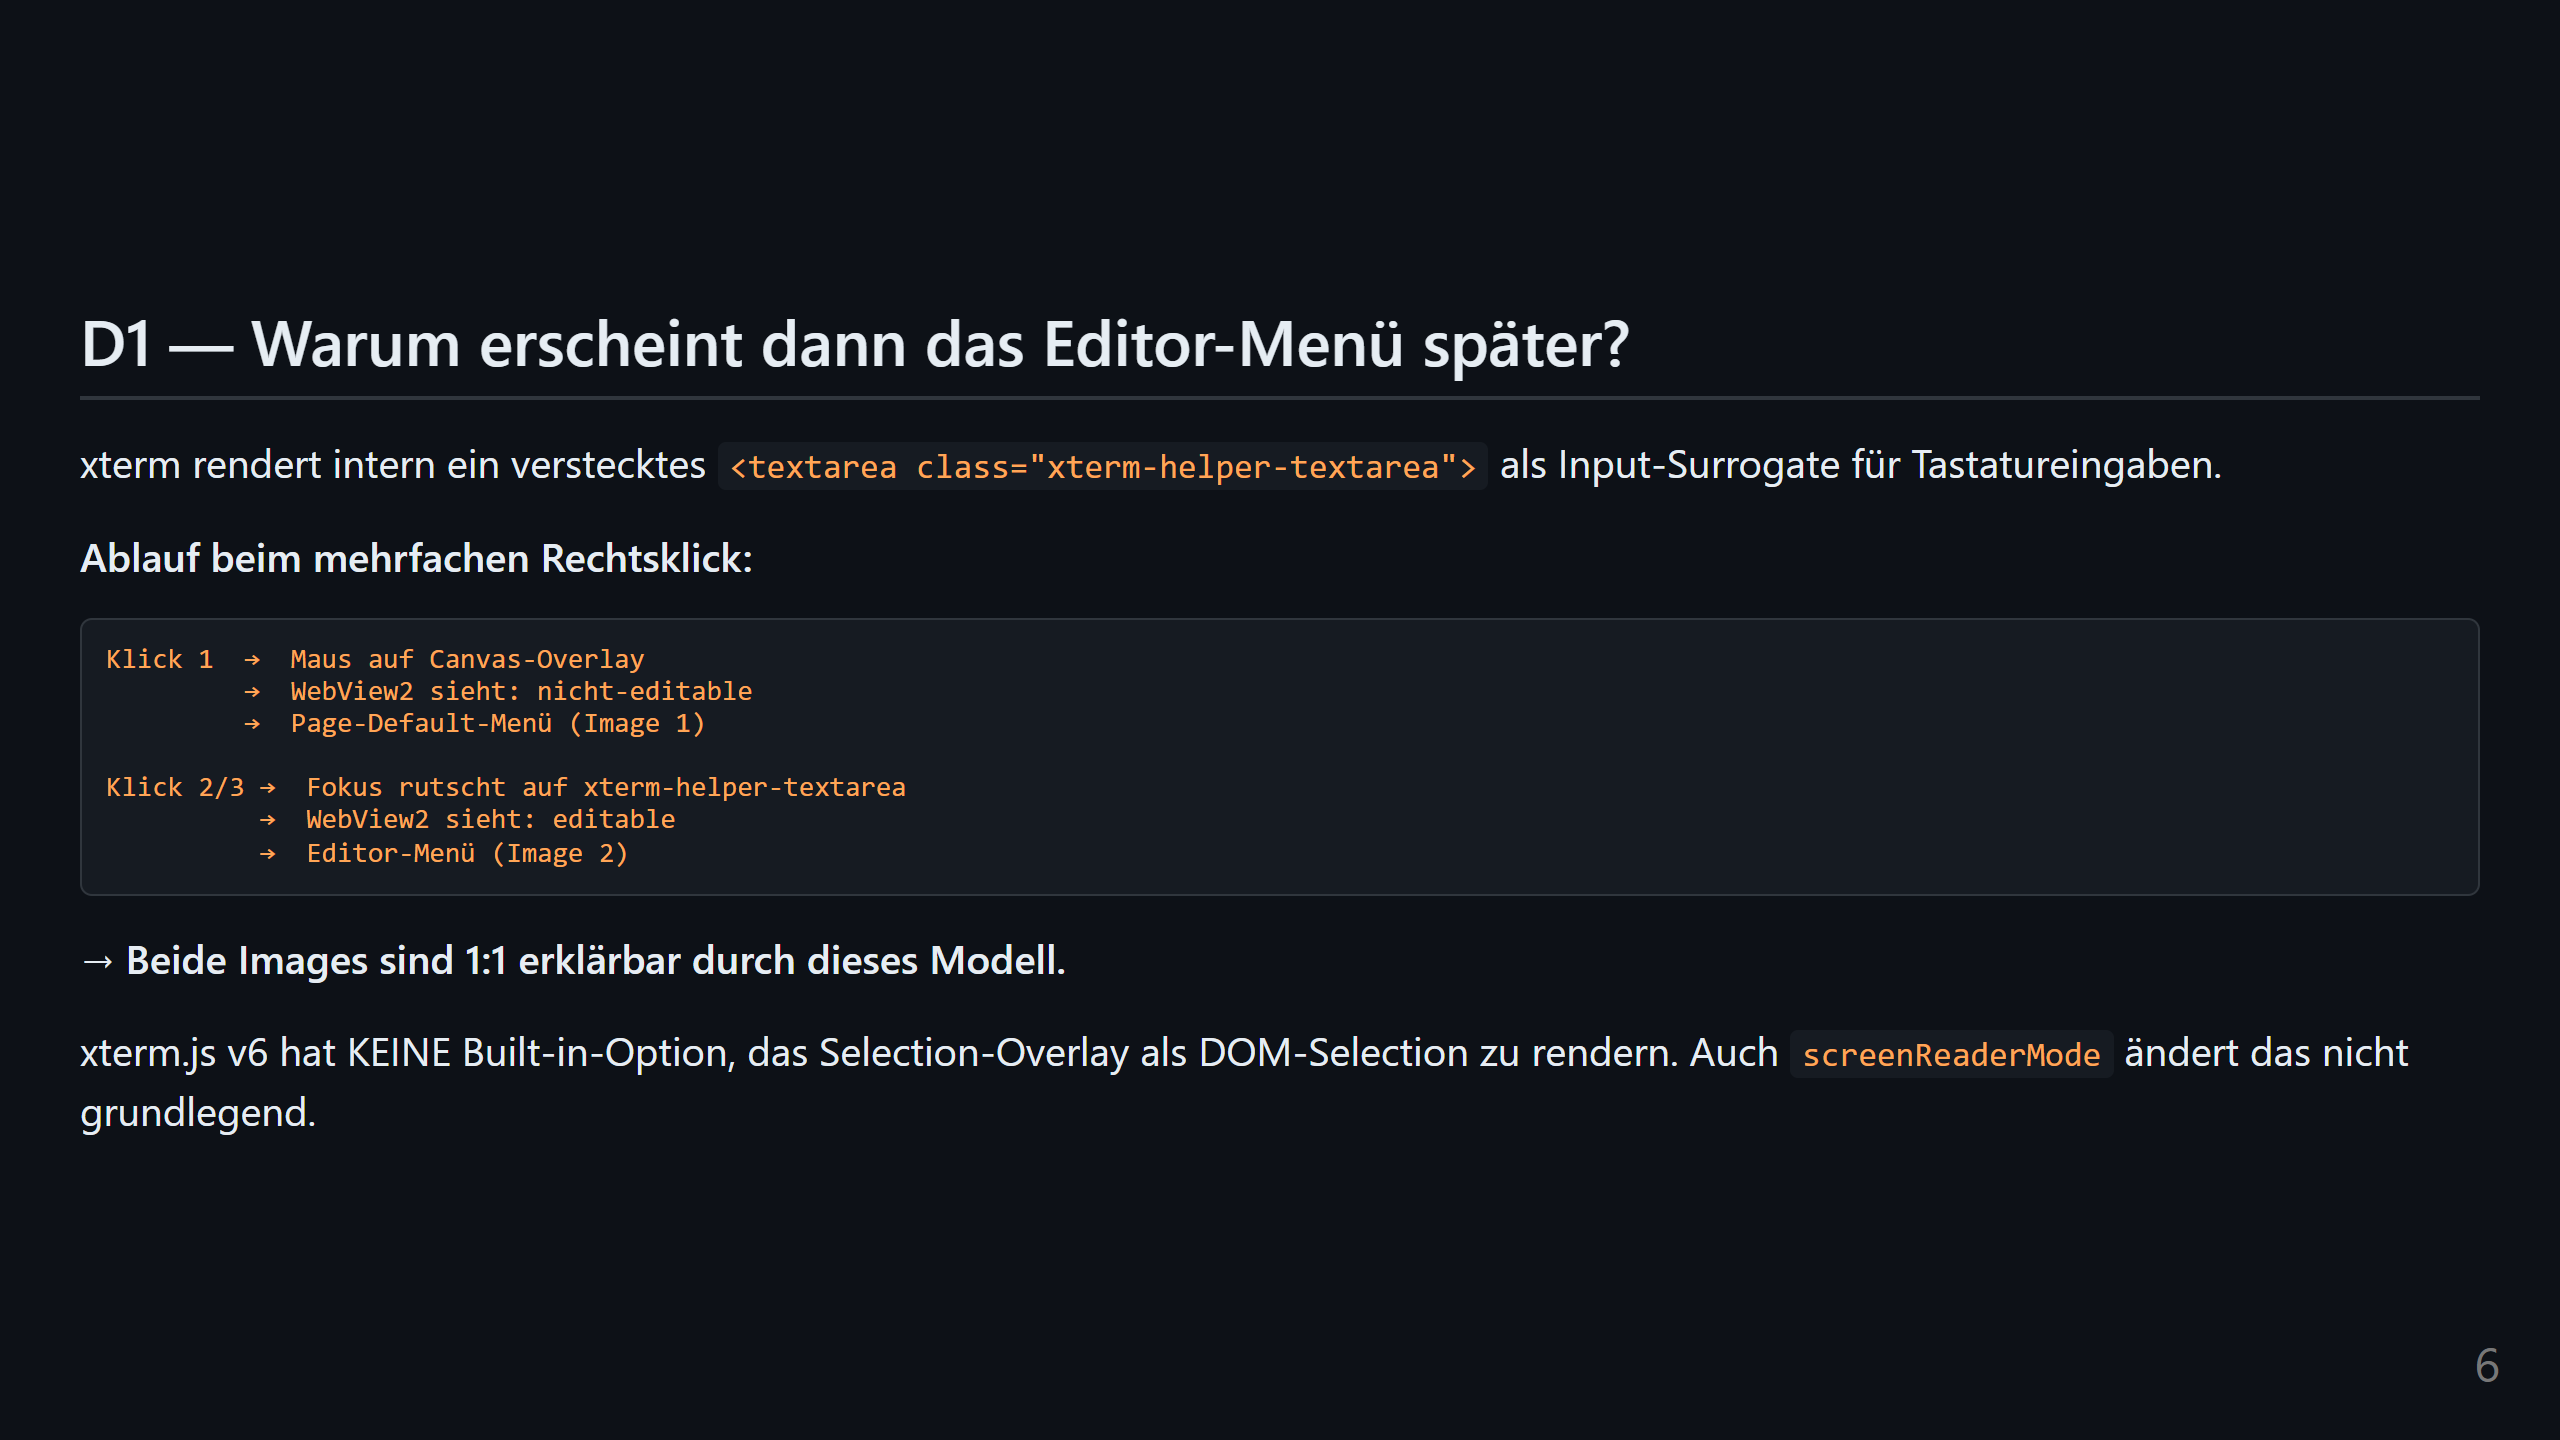 D1 — Warum erscheint dann das Editor-Menü später?
xterm rendert intern ein verstecktes <textarea class="xterm-helper-textarea"> als Input-Surrogate für Tastatureingaben.
Ablauf beim mehrfachen Rechtsklick:
Klick 1  →  Maus auf Canvas-Overlay
         →  WebView2 sieht: nicht-editable
         →  Page-Default-Menü (Image 1)
Klick 2/3 →  Fokus rutscht auf xterm-helper-textarea
          →  WebView2 sieht: editable
          →  Editor-Menü (Image 2)
→ Beide Images sind 1:1 erklärbar durch dieses Modell.
xterm.js v6 hat KEINE Built-in-Option, das Selection-Overlay als DOM-Selection zu rendern. Auch screenReaderMode ändert das nicht
grundlegend.
6